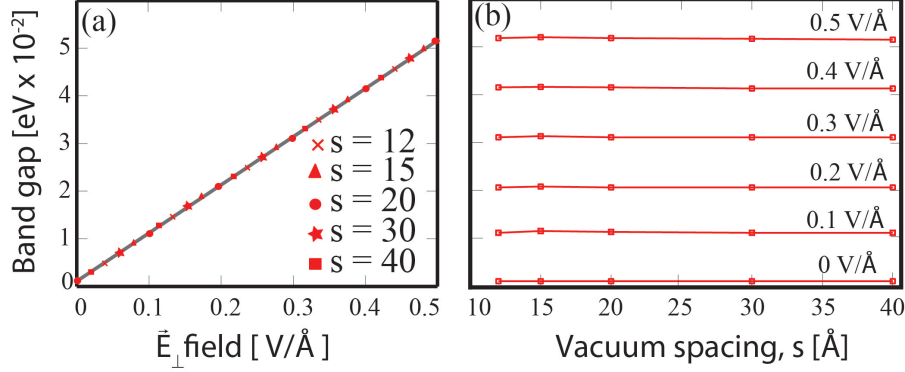 (a)
Band gap [eV x 10⁻²]
5
4
3
2
1
0
s = 12
s = 15
s = 20
s = 30
s = 40
0.0 0.1 0.2 0.3 0.4 0.5
E⃗⊥field [ V/Å ]
(b)
0.5 V/Å
0.4 V/Å
0.3 V/Å
0.2 V/Å
0.1 V/Å
0 V/Å
10 15 20 25 30 35 40
Vacuum spacing, s [Å]